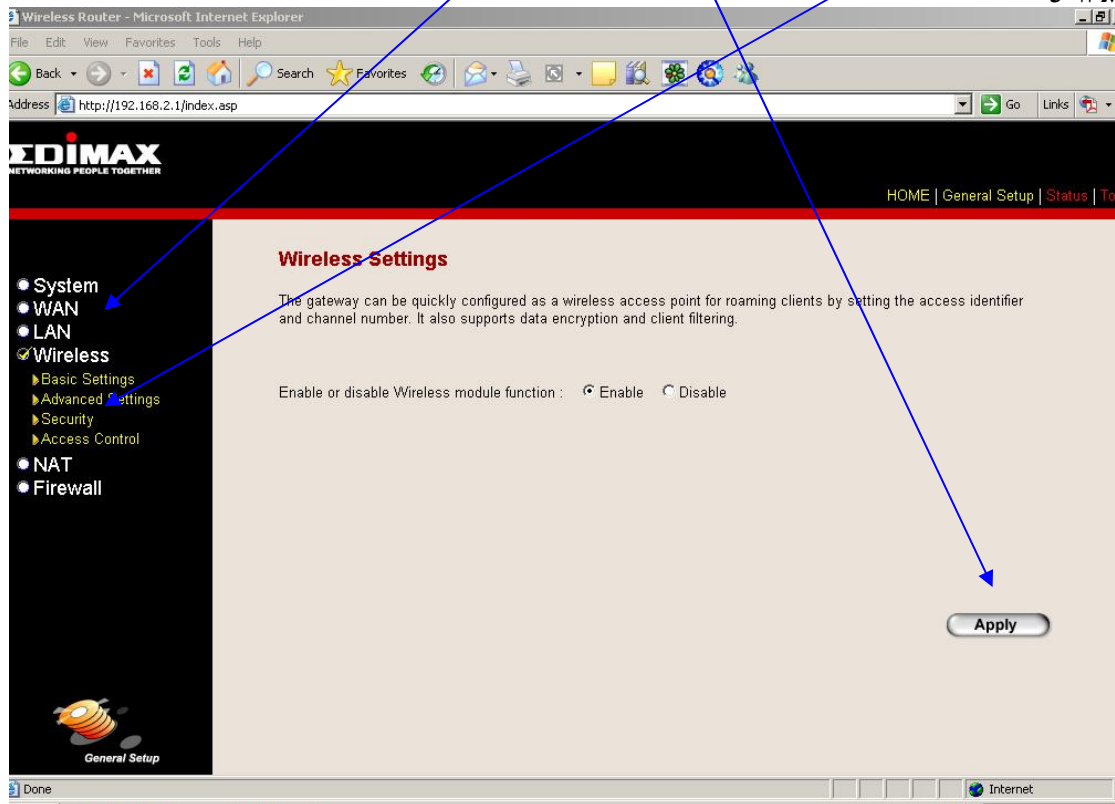 Wireless Router - Microsoft Internet Explorer
File Edit View Favorites Tools Help
Back Search Favorites
Address http://192.168.2.1/index.asp Go Links
EDIMAX
NETWORKING PEOPLE TOGETHER
HOME | General Setup | Status |
Wireless Settings
The gateway can be quickly configured as a wireless access point for roaming clients by setting the access identifier
and channel number. It also supports data encryption and client filtering.
Enable or disable Wireless module function : Enable Disable
System
WAN
LAN
Wireless
Basic Settings
Advanced Settings
Security
Access Control
NAT
Firewall
Apply
General Setup
Done Internet